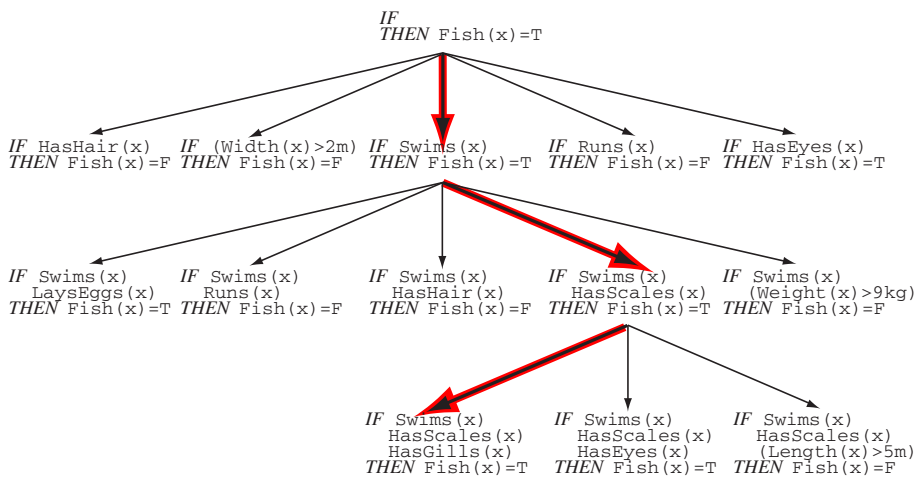 IF
THEN Fish(x)=T
IF HasHair(x)
THEN Fish(x)=F
IF (Width(x)>2m)
THEN Fish(x)=F
IF Swims(x)
THEN Fish(x)=T
IF Runs(x)
THEN Fish(x)=F
IF HasEyes(x)
THEN Fish(x)=T
IF Swims(x)
LaysEggs(x)
THEN Fish(x)=T
IF Swims(x)
Runs(x)
THEN Fish(x)=F
IF Swims(x)
HasHair(x)
THEN Fish(x)=F
IF Swims(x)
HasScales(x)
THEN Fish(x)=T
IF Swims(x)
(Weight(x)>9kg)
THEN Fish(x)=F
IF Swims(x)
HasScales(x)
HasGills(x)
THEN Fish(x)=T
IF Swims(x)
HasScales(x)
HasEyes(x)
THEN Fish(x)=T
IF Swims(x)
HasScales(x)
(Length(x)>5m)
THEN Fish(x)=F